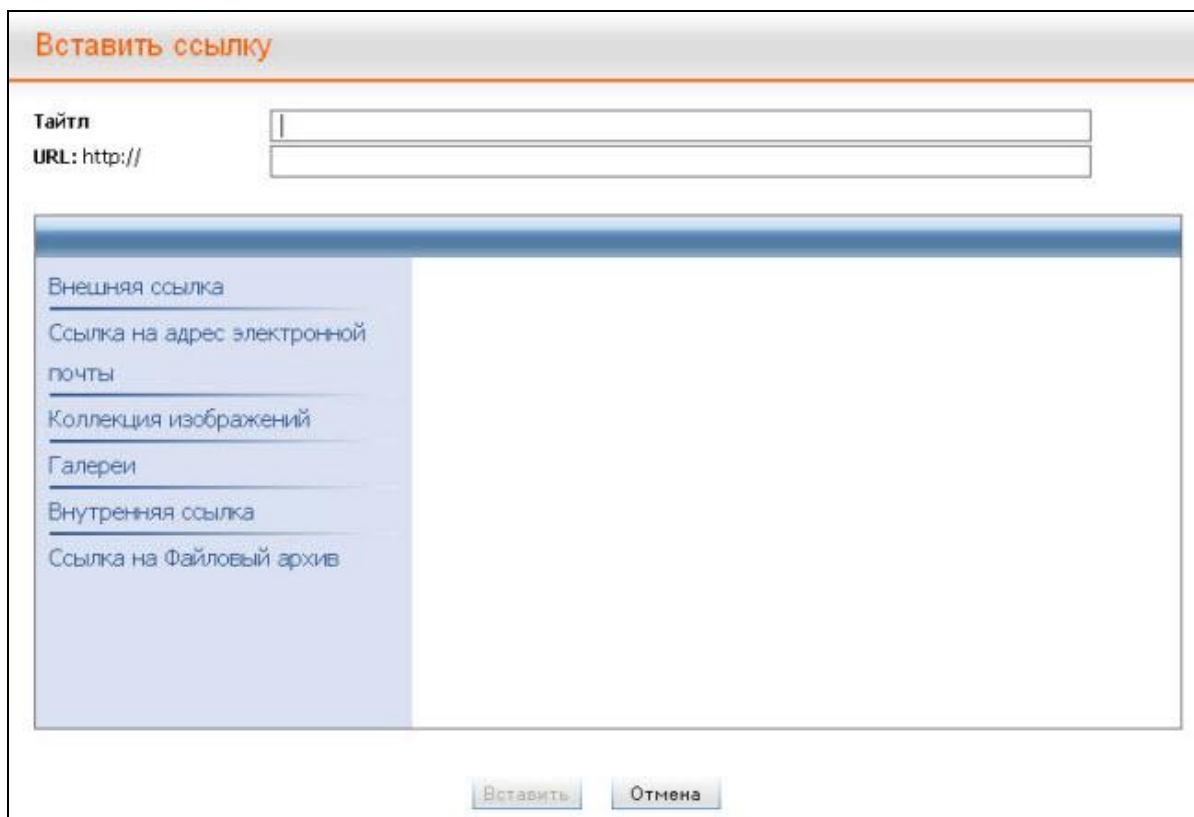 Вставить ссылку
Тайтл
URL: http://
Внешняя ссылка
Ссылка на адрес электронной
почты
Коллекция изображений
Галереи
Внутренняя ссылка
Ссылка на Файловый архив
Вставить Отмена